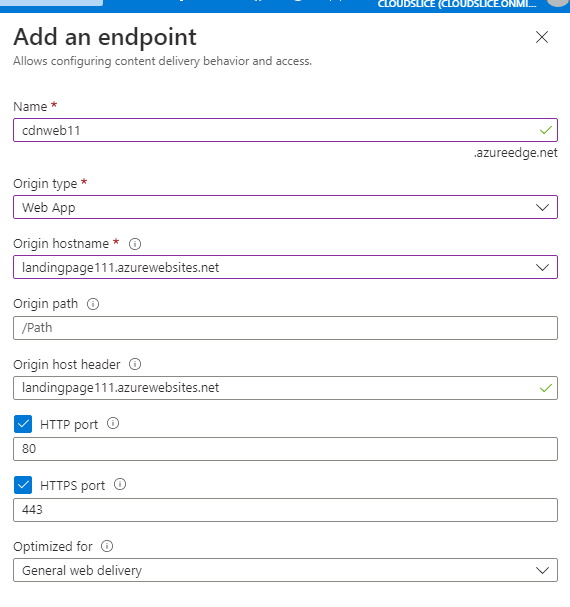 CLOUDSLICE (CLOUDSLICE.ONMI...
Add an endpoint
Allows configuring content delivery behavior and access.
Name *
cdnweb11
.azureedge.net
Origin type *
Web App
Origin hostname *
landingpage111.azurewebsites.net
Origin path
/Path
Origin host header
landingpage111.azurewebsites.net
HTTP port
80
HTTPS port
443
Optimized for
General web delivery